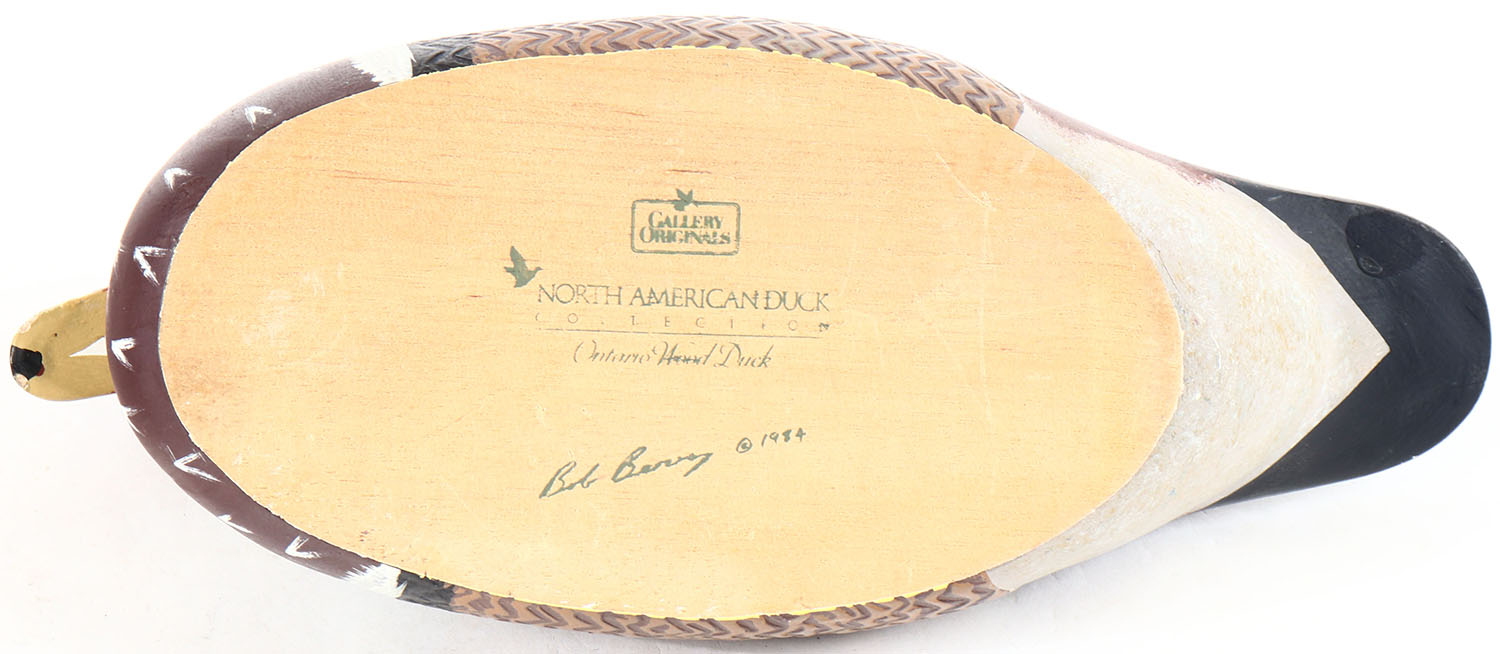 GALLERY
ORIGINALS
NORTH AMERICAN DUCK
COLLECTION
Ontario Wood Duck
Bob Berry © 1984